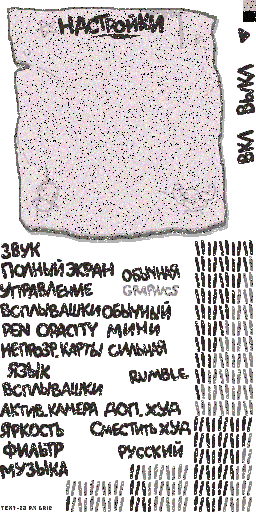 НАСТРОЙКИ
ВКЛ ВЫКЛ
ЗВУК
ПОЛНЫЙ ЭКРАН ОБЫЧНАЯ
УПРАВЛЕНИЕ GRAPHICS
ВСПЛЫВАШКИ ОБЫЧНЫЙ
PEN OPACITY МИНИ
НЕПРОЗР. КАРТЫ СИЛЬНАЯ
ЯЗЫК RUMBLE
ВСПЛЫВАШКИ
АКТИВ. КАМЕРА ДОП. ХУД
ЯРКОСТЬ СМЕСТИТЬ ХУД
ФИЛЬТР РУССКИЙ
МУЗЫКА